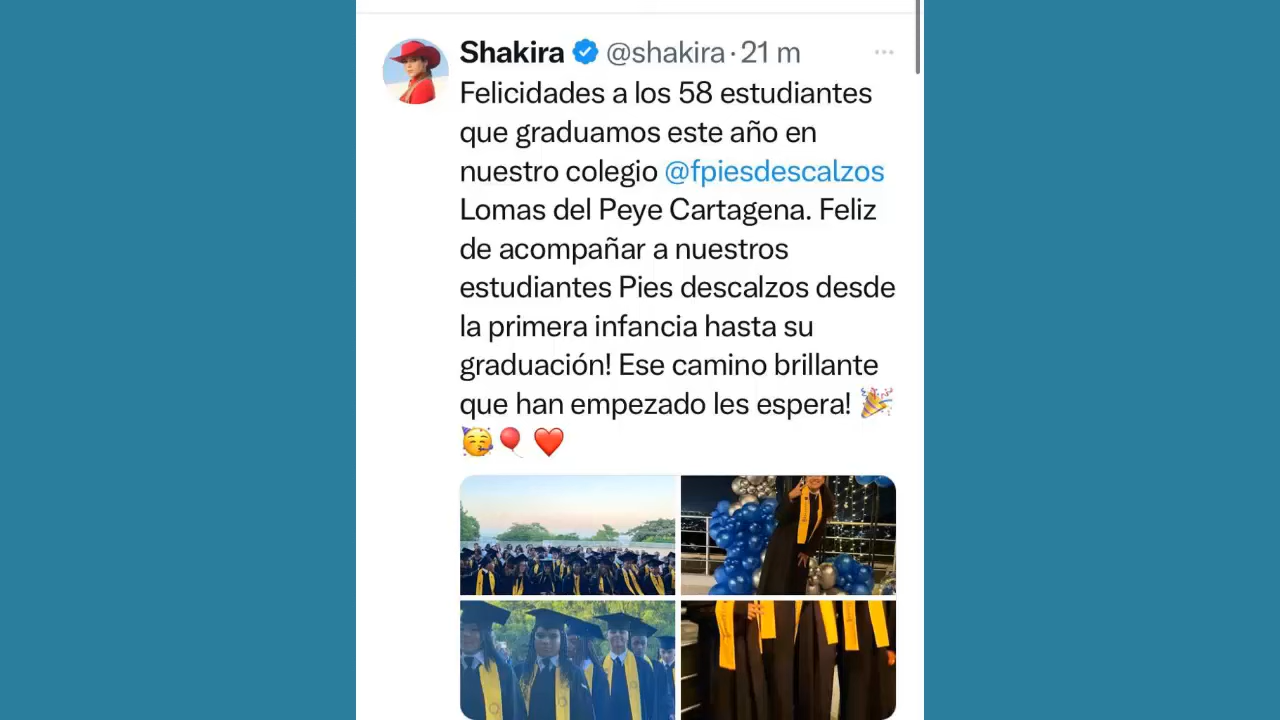 Shakira @shakira · 21 m
Felicidades a los 58 estudiantes
que graduamos este año en
nuestro colegio @fpiesdescalzos
Lomas del Peye Cartagena. Feliz
de acompañar a nuestros
estudiantes Pies descalzos desde
la primera infancia hasta su
graduación! Ese camino brillante
que han empezado les espera! 🎉
🥳🎈 ❤️